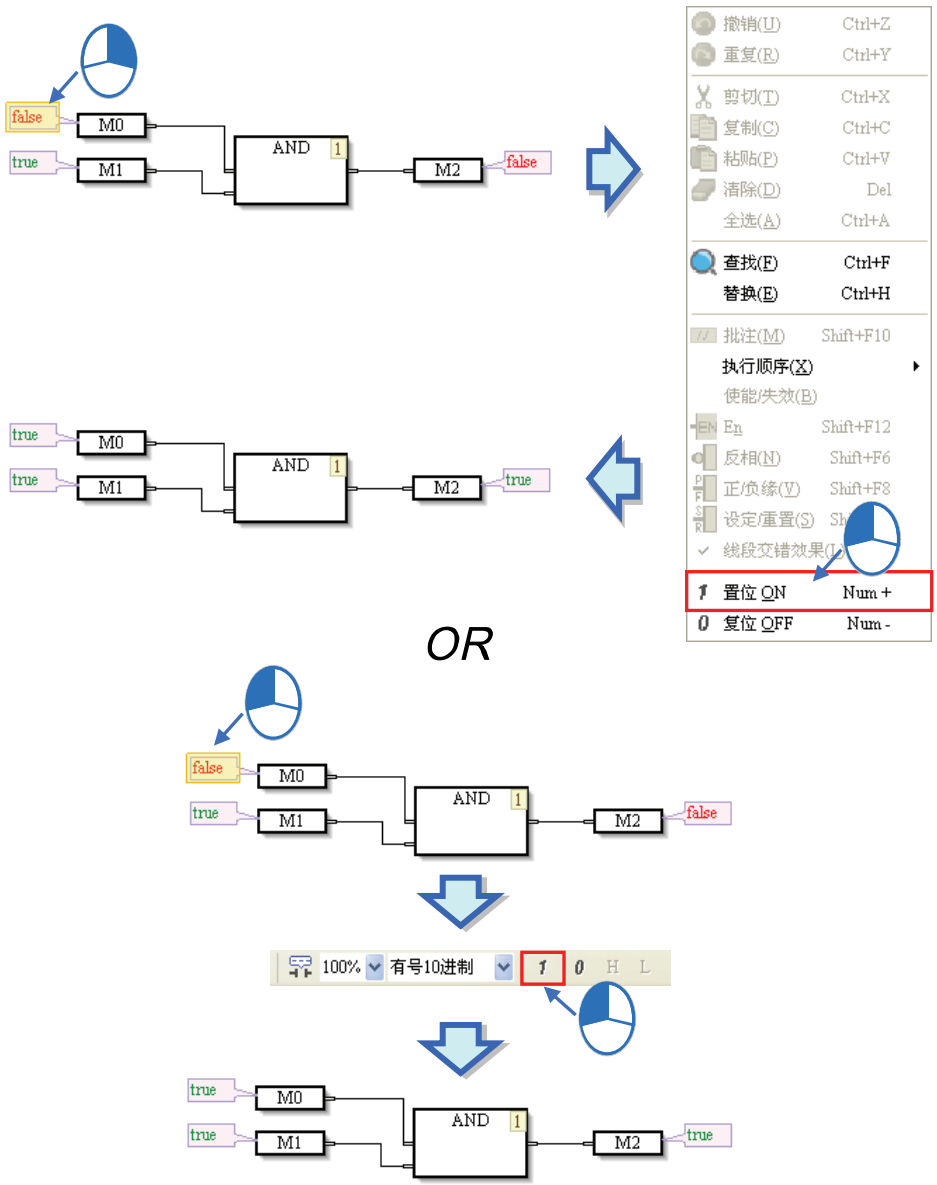 false
M0
AND 1
true
M1
M2
false
撤销(U) Ctrl+Z
重复(R) Ctrl+Y
剪切(T) Ctrl+X
复制(C) Ctrl+C
粘贴(P) Ctrl+V
清除(D) Del
全选(A) Ctrl+A
查找(F) Ctrl+F
替换(E) Ctrl+H
// 批注(M) Shift+F10
执行顺序(X)
使能/失效(B)
EN En Shift+F12
反相(N) Shift+F6
P F 正/负缘(V) Shift+F8
S R 设定/重置(S) Sh
线段交错效果(L)
1 置位 ON Num +
0 复位 OFF Num -
true
M0
AND 1
true
M1
M2
true
OR
false
M0
AND 1
true
M1
M2
false
100% 有号10进制 1 0 H L
true
M0
AND 1
true
M1
M2
true